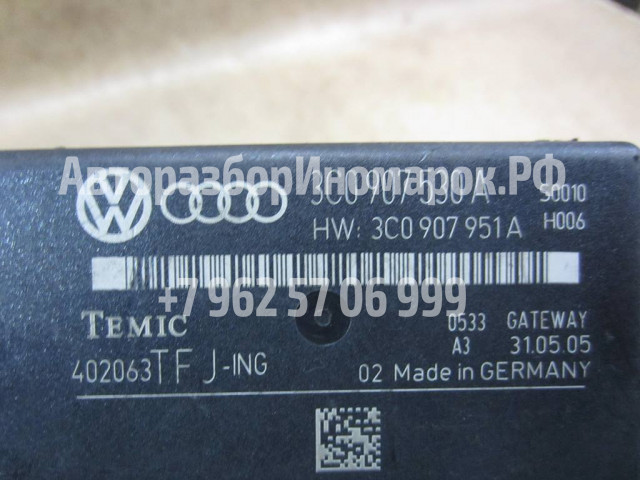 АвторазборИномарок.РФ
3C0 907 530 A S0010
HW: 3C0 907 951 A H006
+7 962 57 06 999
TEMIC 0533 GATEWAY
A3 31.05.05
402063TFJ-ING 02 Made in GERMANY